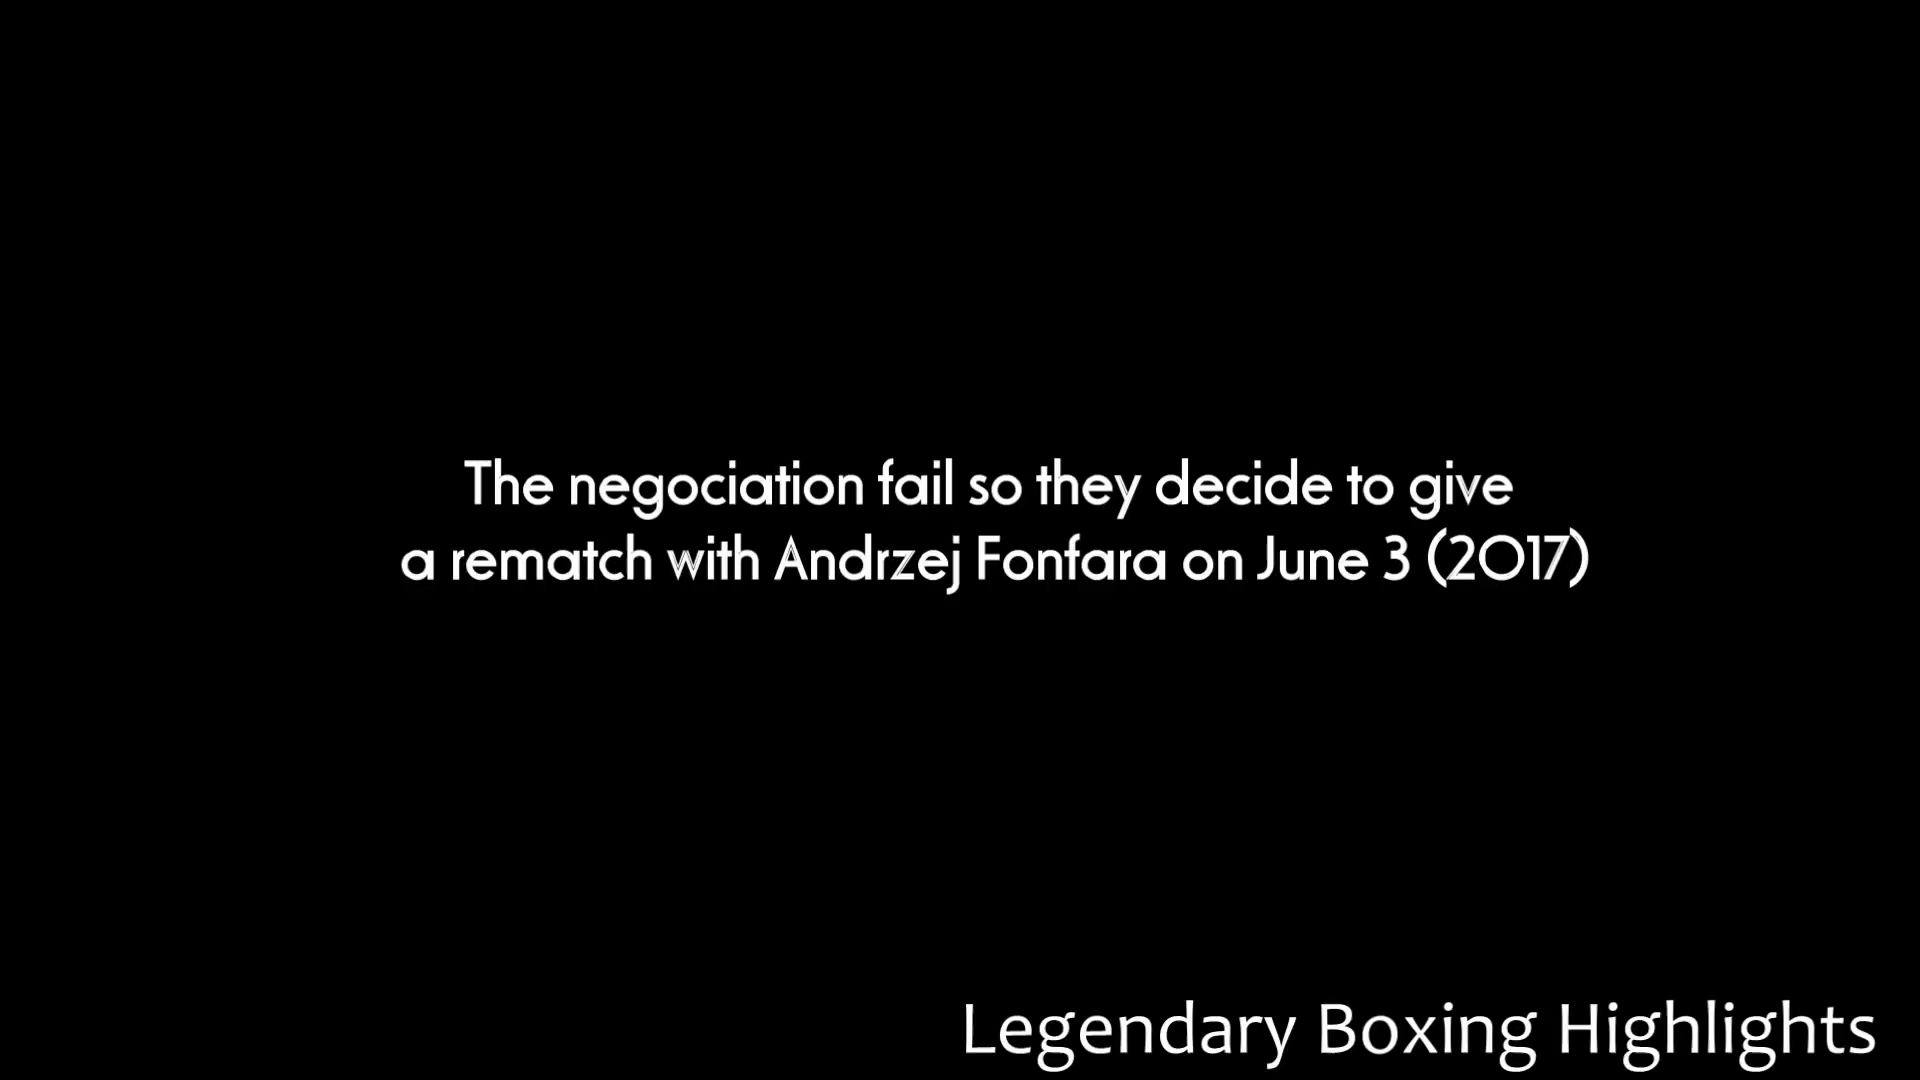 The negociation fail so they decide to give
a rematch with Andrzej Fonfara on June 3 (2017)
Legendary Boxing Highlights